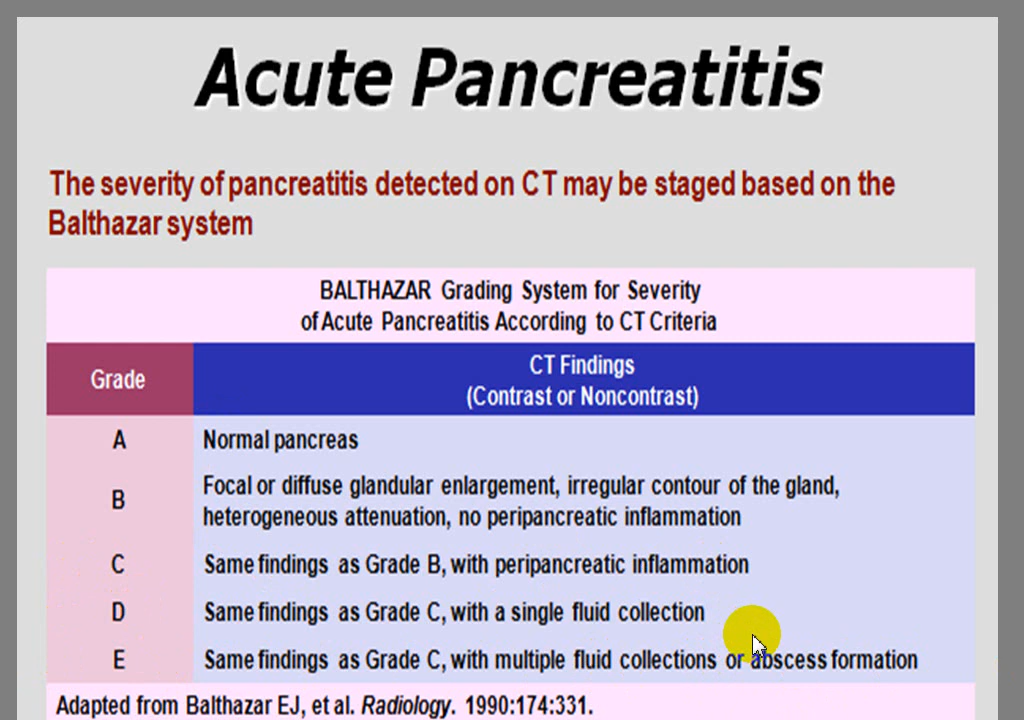 Acute Pancreatitis
The severity of pancreatitis detected on CT may be staged based on the
Balthazar system
BALTHAZAR Grading System for Severity
of Acute Pancreatitis According to CT Criteria
Grade
CT Findings
(Contrast or Noncontrast)
A
Normal pancreas
B
Focal or diffuse glandular enlargement, irregular contour of the gland,
heterogeneous attenuation, no peripancreatic inflammation
C
Same findings as Grade B, with peripancreatic inflammation
D
Same findings as Grade C, with a single fluid collection
E
Same findings as Grade C, with multiple fluid collections or abscess formation
Adapted from Balthazar EJ, et al. Radiology. 1990:174:331.